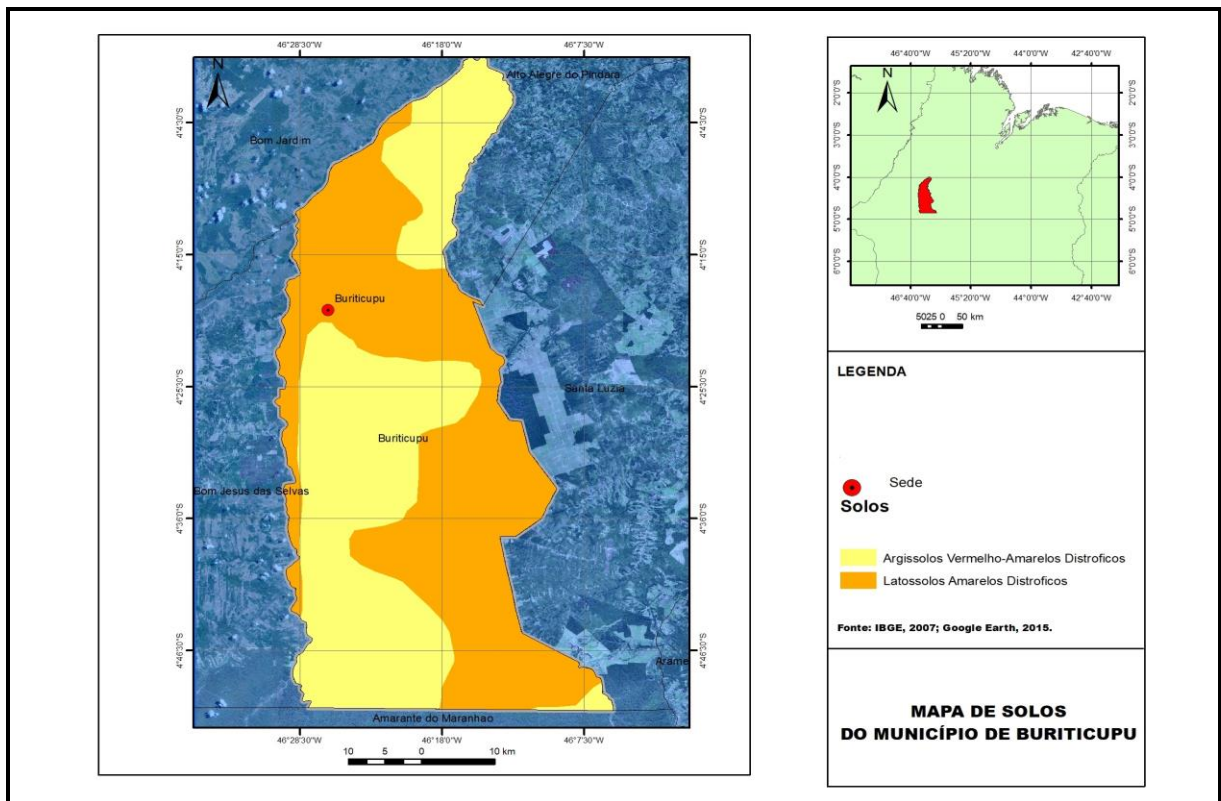 46°28'30"W 46°18'0"W 46°7'30"W
N
Alto Alegre do Pindara
4°4'30"S 4°4'30"S
Bom Jardim
4°15'0"S 4°15'0"S
Buriticupu
4°25'30"S 4°25'30"S
Santa Luzia
Buriticupu
Bom Jesus das Selvas
4°36'0"S 4°36'0"S
4°46'30"S 4°46'30"S
Arame
Amarante do Maranhao
46°28'30"W 46°18'0"W 46°7'30"W
10 5 0 10 km
46°40'0"W 45°20'0"W 44°0'0"W 42°40'0"W
N
2°0'0"S 2°0'0"S
3°0'0"S 3°0'0"S
4°0'0"S 4°0'0"S
5°0'0"S 5°0'0"S
6°0'0"S 6°0'0"S
46°40'0"W 45°20'0"W 44°0'0"W 42°40'0"W
5025 0 50 km
LEGENDA
Sede
Solos
Argissolos Vermelho-Amarelos Distroficos
Latossolos Amarelos Distroficos
Fonte: IBGE, 2007; Google Earth, 2015.
MAPA DE SOLOS
DO MUNICÍPIO DE BURITICUPU